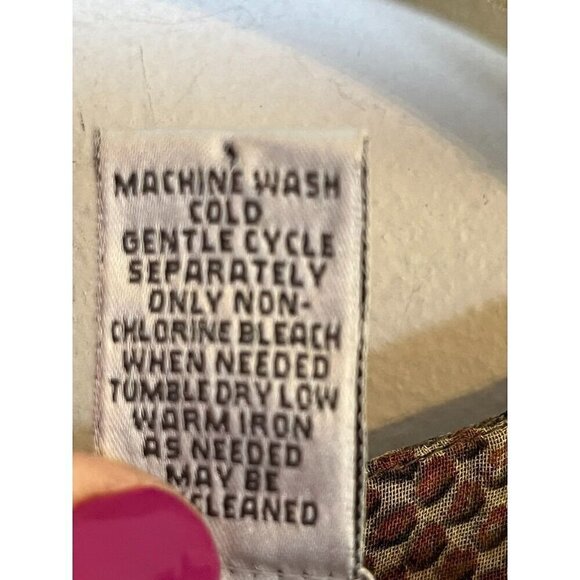 MACHINE WASH
COLD
GENTLE CYCLE
SEPARATELY
ONLY NON-
CHLORINE BLEACH
WHEN NEEDED
TUMBLE DRY LOW
WARM IRON
AS NEEDED
MAY BE
CLEANED